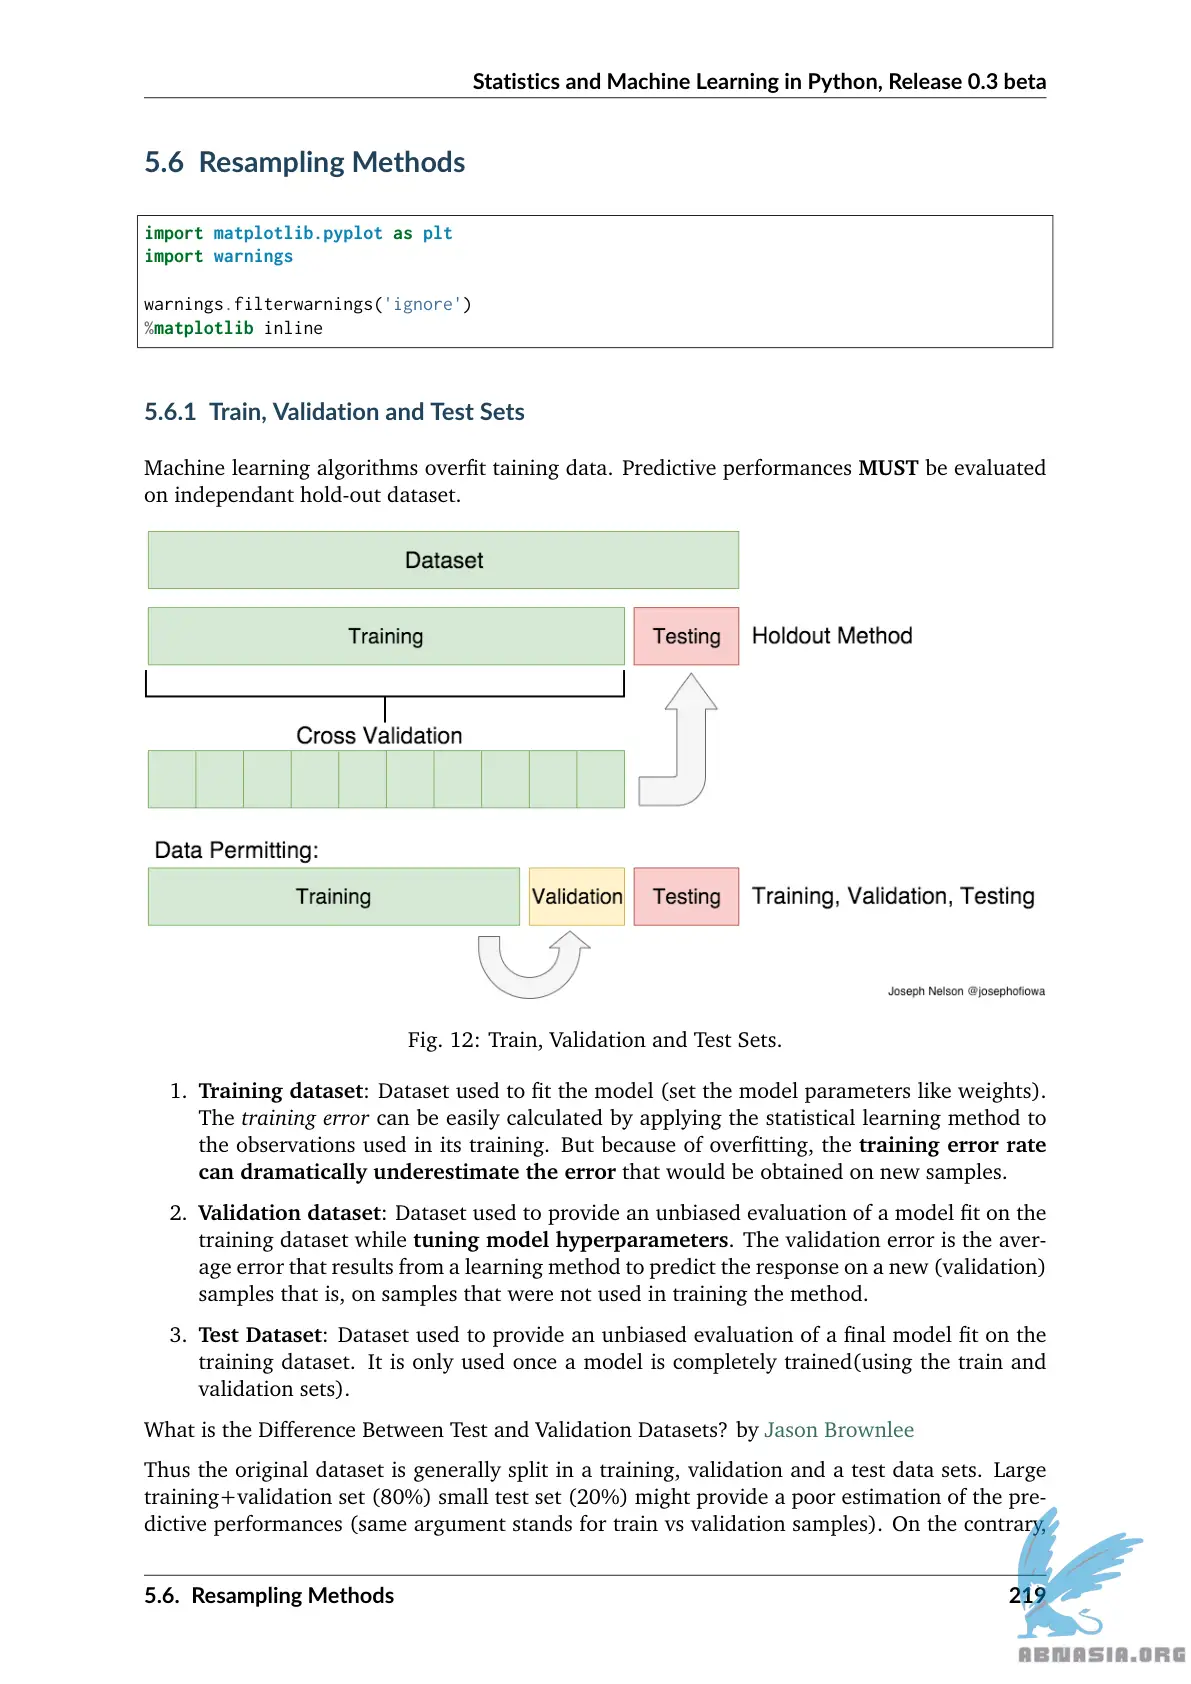 Statistics and Machine Learning in Python, Release 0.3 beta
5.6 Resampling Methods
import matplotlib.pyplot as plt
import warnings
warnings.filterwarnings('ignore')
%matplotlib inline
5.6.1 Train, Validation and Test Sets
Machine learning algorithms overfit taining data. Predictive performances MUST be evaluated
on independant hold-out dataset.
Dataset
Training
Testing
Holdout Method
Cross Validation
Data Permitting:
Training
Validation
Testing
Training, Validation, Testing
Joseph Nelson @josephofiowa
Fig. 12: Train, Validation and Test Sets.
1. Training dataset: Dataset used to fit the model (set the model parameters like weights).
The training error can be easily calculated by applying the statistical learning method to
the observations used in its training. But because of overfitting, the training error rate
can dramatically underestimate the error that would be obtained on new samples.
2. Validation dataset: Dataset used to provide an unbiased evaluation of a model fit on the
training dataset while tuning model hyperparameters. The validation error is the aver-
age error that results from a learning method to predict the response on a new (validation)
samples that is, on samples that were not used in training the method.
3. Test Dataset: Dataset used to provide an unbiased evaluation of a final model fit on the
training dataset. It is only used once a model is completely trained(using the train and
validation sets).
What is the Difference Between Test and Validation Datasets? by Jason Brownlee
Thus the original dataset is generally split in a training, validation and a test data sets. Large
training+validation set (80%) small test set (20%) might provide a poor estimation of the pre-
dictive performances (same argument stands for train vs validation samples). On the contrary,
5.6. Resampling Methods
219
ABNASIA.ORG